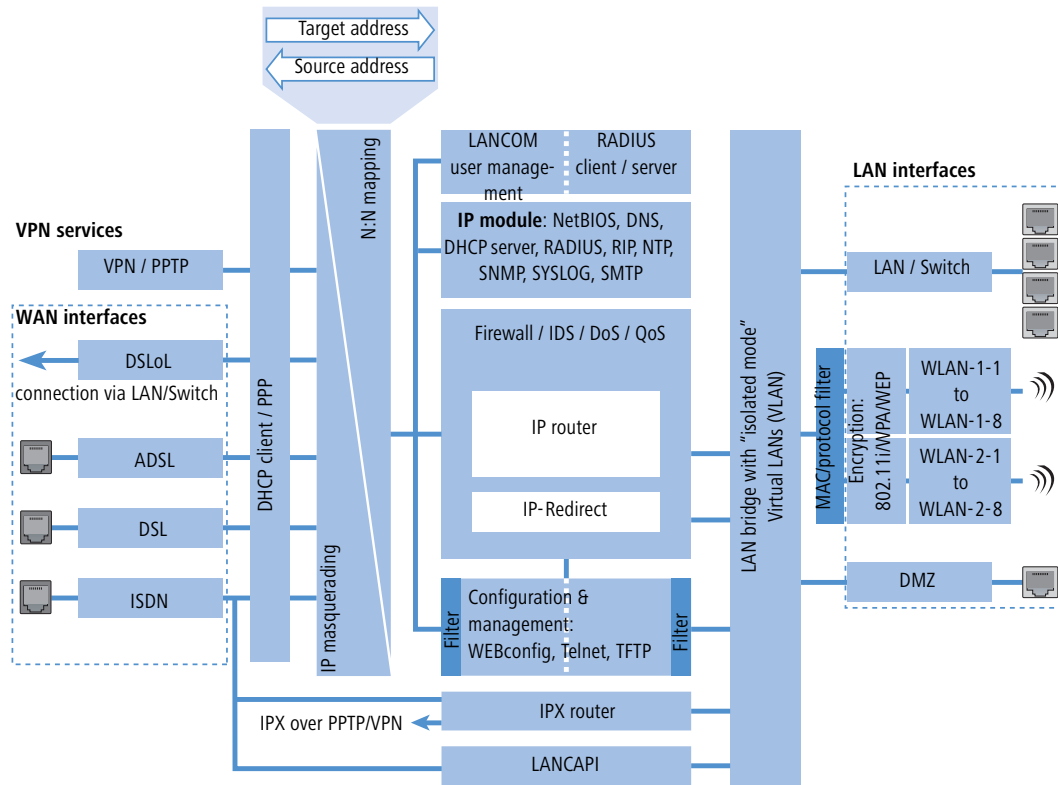 Target address
Source address
LANCOM
user manage-
ment
RADIUS
client / server
N:N mapping
IP masquerading
LAN interfaces
IP module: NetBIOS, DNS,
DHCP server, RADIUS, RIP, NTP,
SNMP, SYSLOG, SMTP
VPN services
VPN / PPTP
LAN / Switch
WAN interfaces
DSLoL
connection via LAN/Switch
ADSL
DSL
ISDN
DHCP client / PPP
Firewall / IDS / DoS / QoS
IP router
IP-Redirect
LAN bridge with “isolated mode”
Virtual LANs (VLAN)
MAC/protocol filter
Encryption:
802.11i/WPA/WEP
WLAN-1-1
to
WLAN-1-8
WLAN-2-1
to
WLAN-2-8
DMZ
Filter
Configuration &
management:
WEBconfig, Telnet, TFTP
Filter
IPX over PPTP/VPN
IPX router
LANCAPI